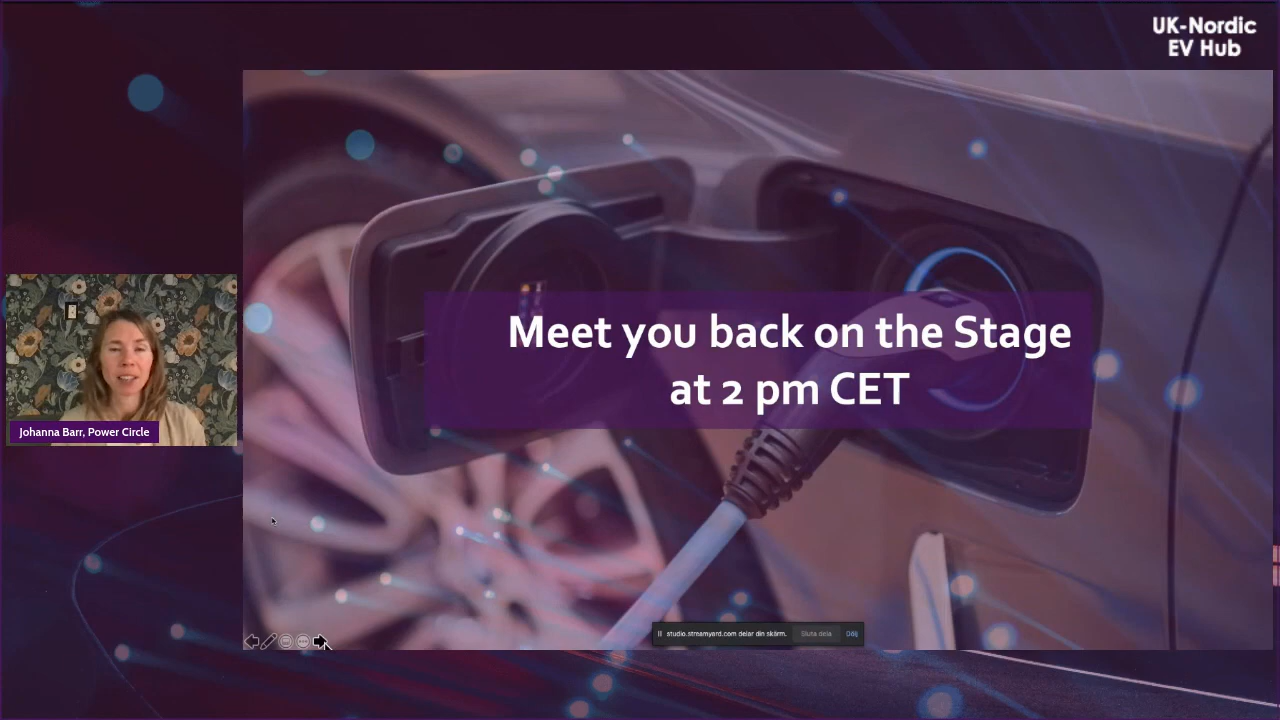 UK-Nordic
EV Hub
Meet you back on the Stage
at 2 pm CET
Johanna Barr, Power Circle
studio.streamyard.com delar din skärm.
Sluta dela
Dölj